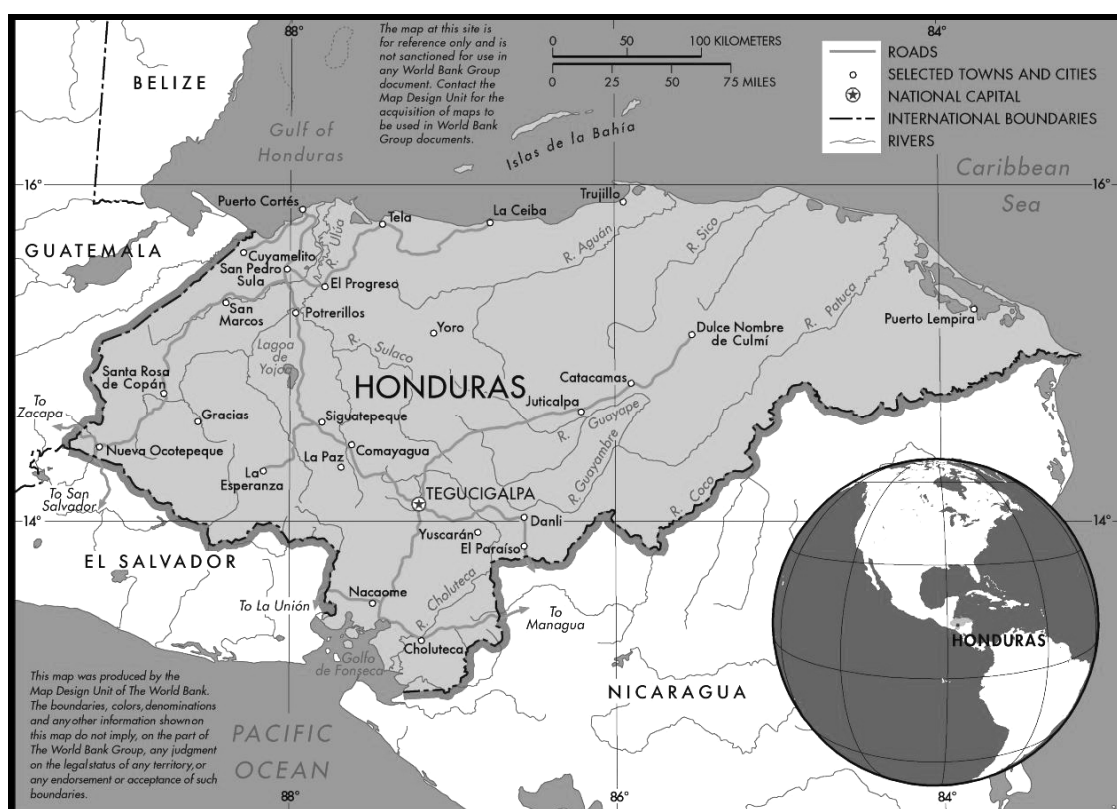 88°
84°
The map at this site is
for reference only and is
not sanctioned for use in
any World Bank Group
document. Contact the
Map Design Unit for the
acquisition of maps to
be used in World Bank
Group documents.
0 50 100 KILOMETERS
0 25 50 75 MILES
ROADS
SELECTED TOWNS AND CITIES
NATIONAL CAPITAL
INTERNATIONAL BOUNDARIES
RIVERS
BELIZE
Gulf of
Honduras
Islas de la Bahía
Caribbean
Sea
16°
16°
Puerto Cortés
Tela
La Ceiba
Trujillo
GUATEMALA
Cuyamelito
San Pedro
Sula
R. Ulúa
R. Aguán
R. Sico
El Progreso
San
Marcos
Potrerillos
Yoro
R. Patuca
Puerto Lempira
Dulce Nombre
de Culmí
Lagoa
de
Yojoa
R. Sulaco
Santa Rosa
de Copán
HONDURAS
Catacamas
Juticalpa
To
Zacapa
Gracias
Siguatepeque
R. Guayape
Nueva Ocotepeque
La Paz
Comayagua
La
Esperanza
R. Guayambre
R. Coco
To San
Salvador
TEGUCIGALPA
14°
Danli
Yuscarán
El Paraíso
EL SALVADOR
To La Unión
Nacaome
R. Choluteca
To
Managua
Choluteca
Golfo
de Fonseca
HONDURAS
NICARAGUA
This map was produced by the
Map Design Unit of The World Bank.
The boundaries, colors, denominations
and any other information shown on
this map do not imply, on the part of
The World Bank Group, any judgment
on the legal status of any territory, or
any endorsement or acceptance of such
boundaries.
PACIFIC
OCEAN
88°
86°
84°